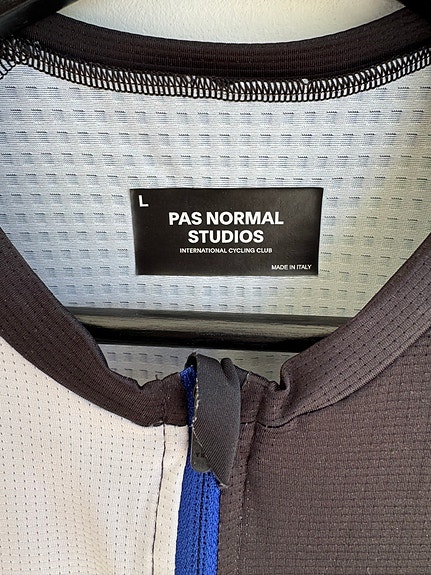 L
PAS NORMAL
STUDIOS
INTERNATIONAL CYCLING CLUB
MADE IN ITALY